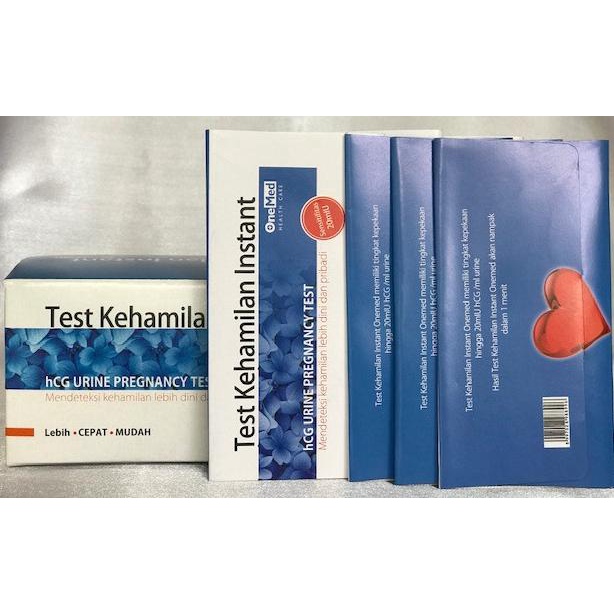 Test Kehamila
hCG URINE PREGNANCY TES
Mendeteksi kehamilan lebih dini da
Lebih • CEPAT • MUDAH
Test Kehamilan Instant
hCG URINE PREGNANCY TEST
Mendeteksi kehamilan lebih dini dan pribadi
OneMed
HEALTH CARE
Sensitifitas
20mIU
Test Kehamilan Instant Onemed memiliki tingkat kepekaan
hingga 20mIU hCG /ml urine
Test Kehamilan Instant Onemed memiliki tingkat kepekaan
hingga 20mIU hCG /ml urine
Test Kehamilan Instant Onemed memiliki tingkat kepekaan
hingga 20mIU hCG /ml urine
Hasil Test Kehamilan Instant Onemed akan nampak
dalam 1 menit